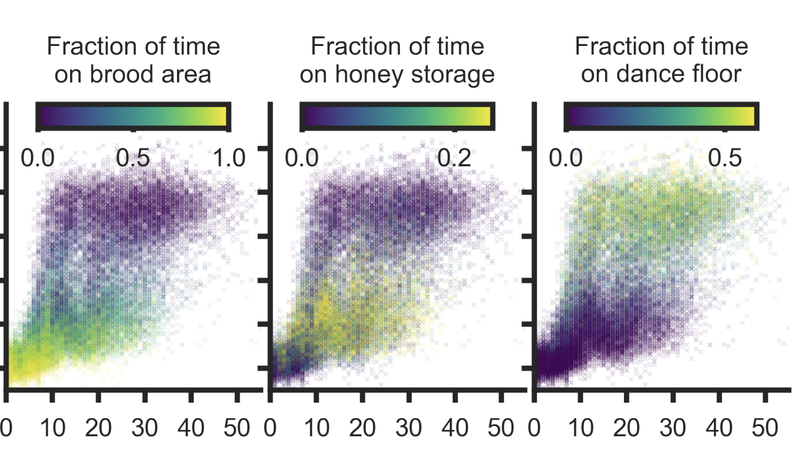 Fraction of time
on brood area
0.0 0.5 1.0
Fraction of time
on honey storage
0.0 0.2
Fraction of time
on dance floor
0.0 0.5
0 10 20 30 40 50
0 10 20 30 40 50
0 10 20 30 40 50